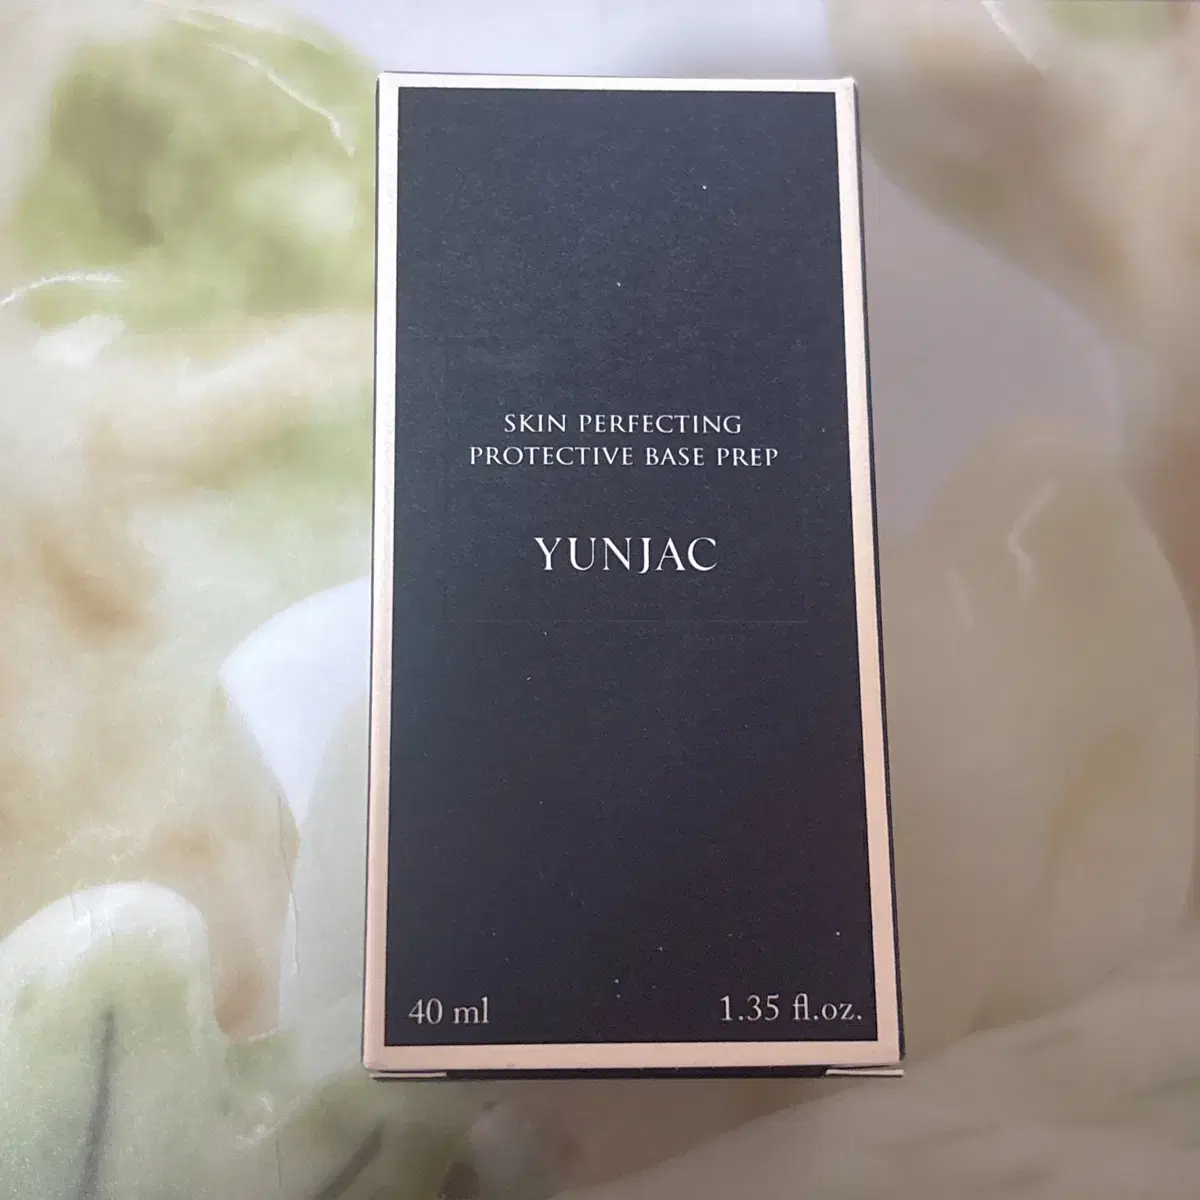 SKIN PERFECTING
PROTECTIVE BASE PREP
YUNJAC
40 ml 1.35 fl.oz.